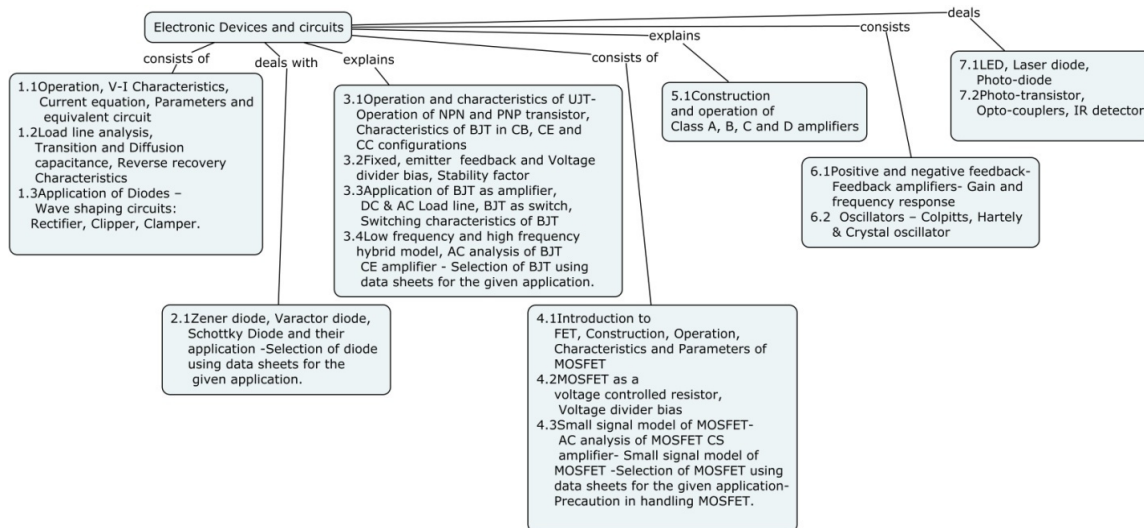 Electronic Devices and circuits
consists of
1.1Operation, V-I Characteristics,
Current equation, Parameters and
equivalent circuit
1.2Load line analysis,
Transition and Diffusion
capacitance, Reverse recovery
Characteristics
1.3Application of Diodes –
Wave shaping circuits:
Rectifier, Clipper, Clamper.
deals with
2.1Zener diode, Varactor diode,
Schottky Diode and their
application -Selection of diode
using data sheets for the
given application.
explains
3.1Operation and characteristics of UJT-
Operation of NPN and PNP transistor,
Characteristics of BJT in CB, CE and
CC configurations
3.2Fixed, emitter feedback and Voltage
divider bias, Stability factor
3.3Application of BJT as amplifier,
DC & AC Load line, BJT as switch,
Switching characteristics of BJT
3.4Low frequency and high frequency
hybrid model, AC analysis of BJT
CE amplifier - Selection of BJT using
data sheets for the given application.
consists of
4.1Introduction to
FET, Construction, Operation,
Characteristics and Parameters of
MOSFET
4.2MOSFET as a
voltage controlled resistor,
Voltage divider bias
4.3Small signal model of MOSFET-
AC analysis of MOSFET CS
amplifier- Small signal model of
MOSFET -Selection of MOSFET using
data sheets for the given application-
Precaution in handling MOSFET.
explains
5.1Construction
and operation of
Class A, B, C and D amplifiers
consists
6.1Positive and negative feedback-
Feedback amplifiers- Gain and
frequency response
6.2 Oscillators – Colpitts, Hartely
& Crystal oscillator
deals
7.1LED, Laser diode,
Photo-diode
7.2Photo-transistor,
Opto-couplers, IR detector